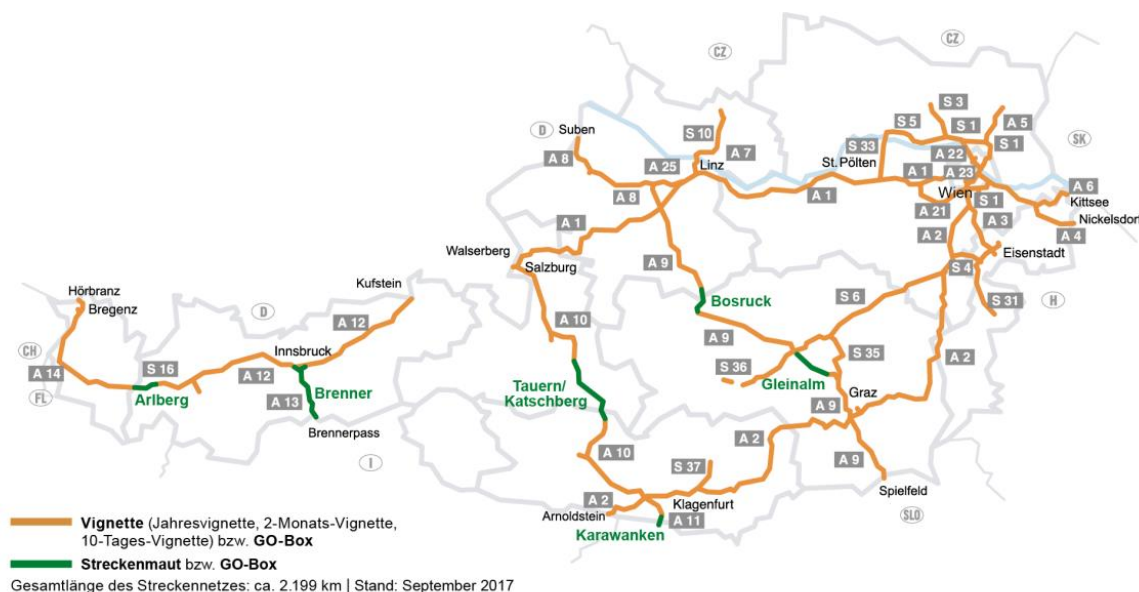 CZ
CZ
S 3
A 5
S 5
S 1
D
Suben
S 10
S 33
S 1
SK
A 8
A 7
A 22
A 25
Linz
St. Pölten
A 1
A 23
A 8
A 1
Wien
S 1
A 6
Kittsee
A 21
A 3
Nickelsdorf
A 1
A 2
A 4
Walserberg
Eisenstadt
Salzburg
A 9
S 4
Kufstein
Hörbranz
Bregenz
D
Bosruck
S 6
S 31
H
A 12
A 10
A 9
CH
Innsbruck
S 35
A 2
A 14
S 16
A 12
S 36
Gleinalm
FL
Arlberg
Brenner
Tauern/
Katschberg
Graz
A 13
A 9
Brennerpass
A 2
I
A 10
S 37
A 9
Spielfeld
A 2
Klagenfurt
Arnoldstein
A 11
SLO
Karawanken
Vignette (Jahresvignette, 2-Monats-Vignette,
10-Tages-Vignette) bzw. GO-Box
Streckenmaut bzw. GO-Box
Gesamtlänge des Streckennetzes: ca. 2.199 km | Stand: September 2017